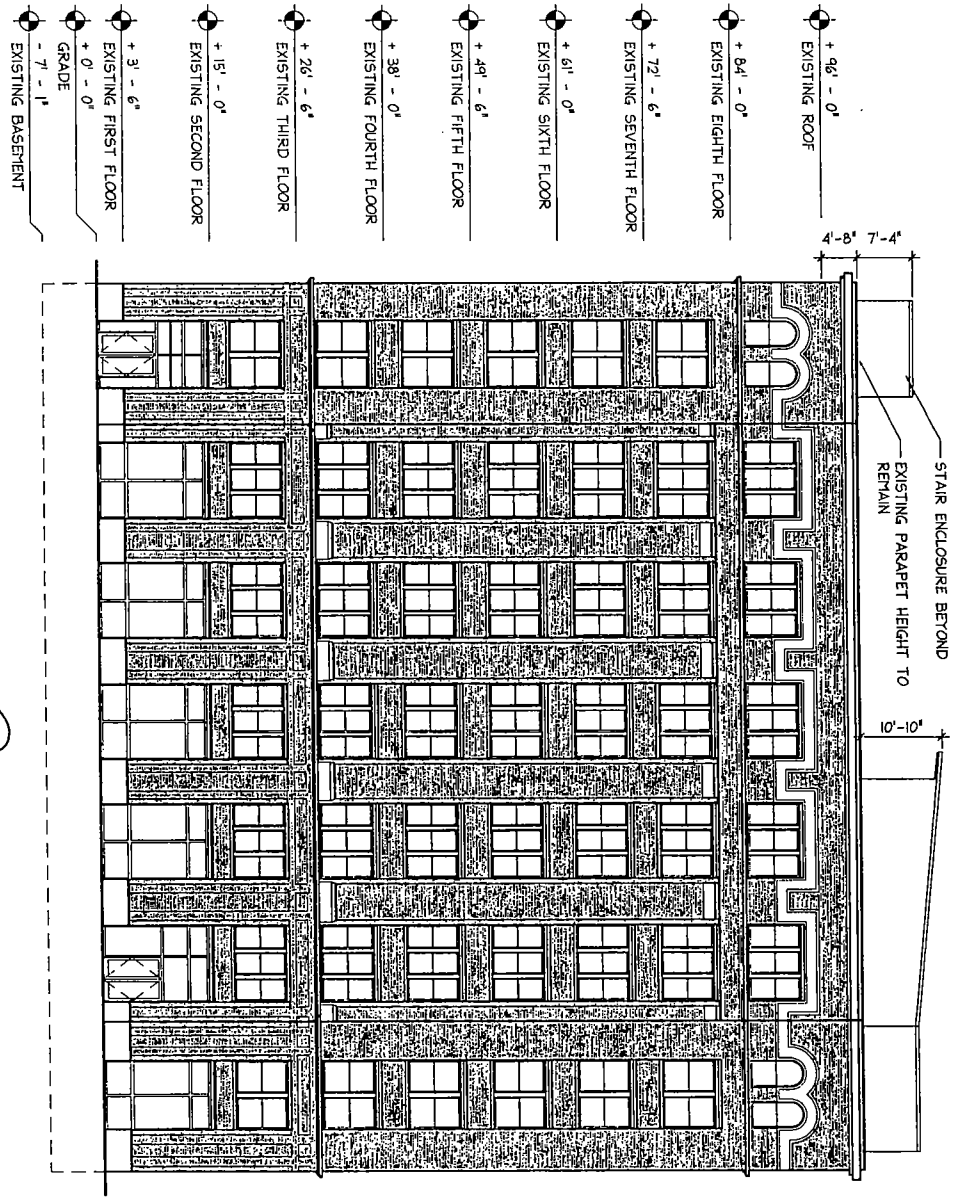 + 96' - 0"
EXISTING ROOF
+ 84' - 0"
EXISTING EIGHTH FLOOR
+ 72' - 6"
EXISTING SEVENTH FLOOR
+ 61' - 0"
EXISTING SIXTH FLOOR
+ 49' - 6"
EXISTING FIFTH FLOOR
+ 38' - 0"
EXISTING FOURTH FLOOR
+ 26' - 6"
EXISTING THIRD FLOOR
+ 15' - 0"
EXISTING SECOND FLOOR
+ 3' - 6"
EXISTING FIRST FLOOR
+ 0' - 0"
GRADE
- 7' - 1"
EXISTING BASEMENT
7'-4"
4'-8"
STAIR ENCLOSURE BEYOND
EXISTING PARAPET HEIGHT TO
REMAIN
10'-10"